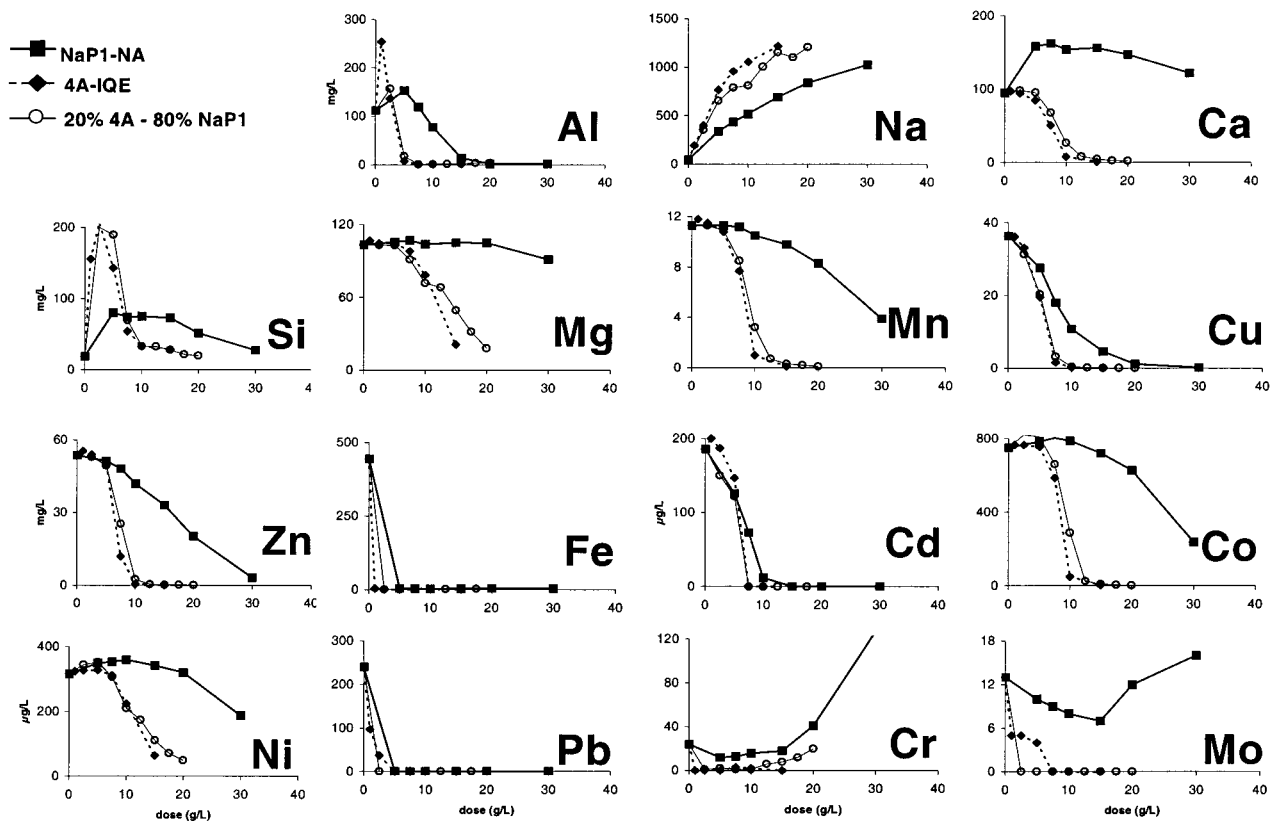 NaP1-NA
4A-IQE
20% 4A - 80% NaP1
300
200
100
0
mg/L
0 10 20 30 40
Al
1500
1000
500
0
0 10 20 30 40
Na
200
100
0
0 10 20 30 40
Ca
200
100
0
mg/L
0 10 20 30 40
Si
120
60
0
0 10 20 30 40
Mg
12
8
4
0
0 10 20 30 40
Mn
40
20
0
0 10 20 30 40
Cu
60
30
0
mg/L
0 10 20 30 40
Zn
500
250
0
0 10 20 30 40
Fe
200
100
0
µg/L
0 10 20 30 40
Cd
800
400
0
0 10 20 30 40
Co
400
200
0
µg/L
0 10 20 30 40
dose (g/L)
Ni
300
200
100
0
0 10 20 30 40
dose (g/L)
Pb
120
80
40
0
0 10 20 30 40
dose (g/L)
Cr
18
12
6
0
0 10 20 30 40
dose (g/L)
Mo